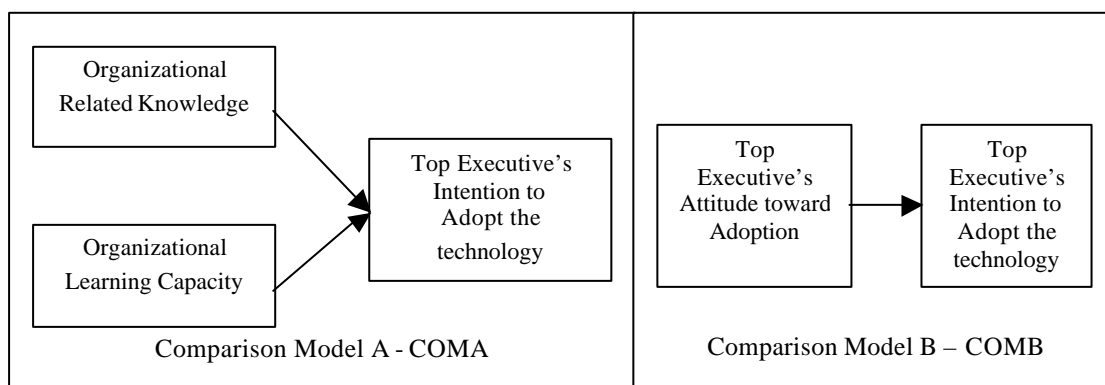 Organizational
Related Knowledge
Organizational
Learning Capacity
Top Executive’s
Intention to
Adopt the
technology
Comparison Model A - COMA
Top
Executive’s
Attitude toward
Adoption
Top
Executive’s
Intention to
Adopt the
technology
Comparison Model B – COMB